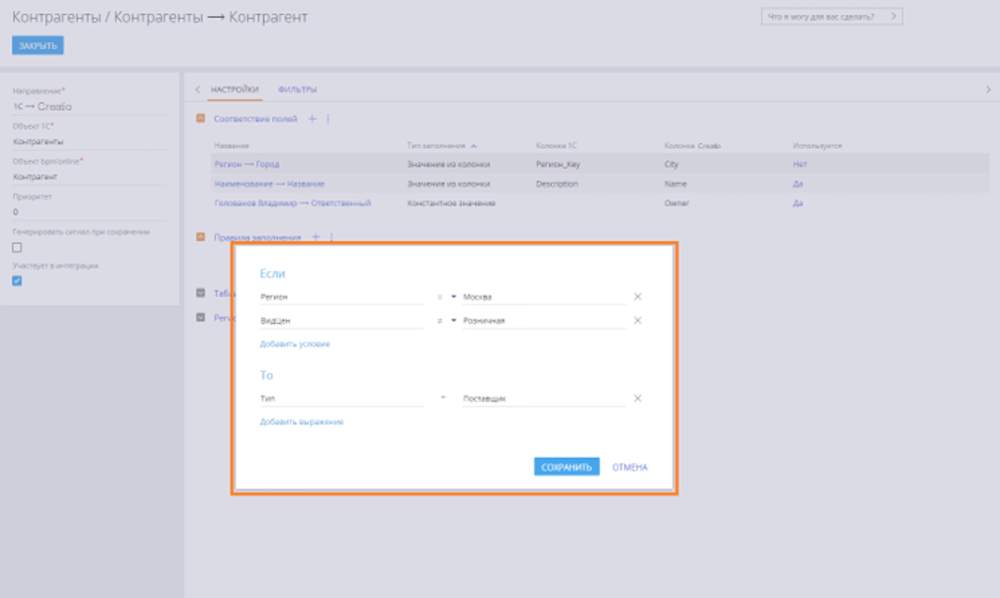 Контрагенты / Контрагенты → Контрагент
Что я могу для вас сделать?
ЗАКРЫТЬ
Направление*
1С → Creatio
Объект 1С*
Контрагенты
Объект bpm'online*
Контрагент
Приоритет
0
Генерировать сигнал при сохранении
Участвует в интеграции
НАСТРОЙКИ ФИЛЬТРЫ
Соответствие полей + ⋮
Название Тип заполнения Колонка 1С Колонка Creatio Используется
Регион → Город Значение из колонки Регион_Key City Нет
Наименование → Название Значение из колонки Description Name Да
Голованов Владимир → Ответственный Константное значение Owner Да
Правила заполнения + ⋮
Если
Регион = Москва
ВидЦен ≠ Розничная
Добавить условие
То
Тип = Поставщик
Добавить выражение
СОХРАНИТЬ ОТМЕНА